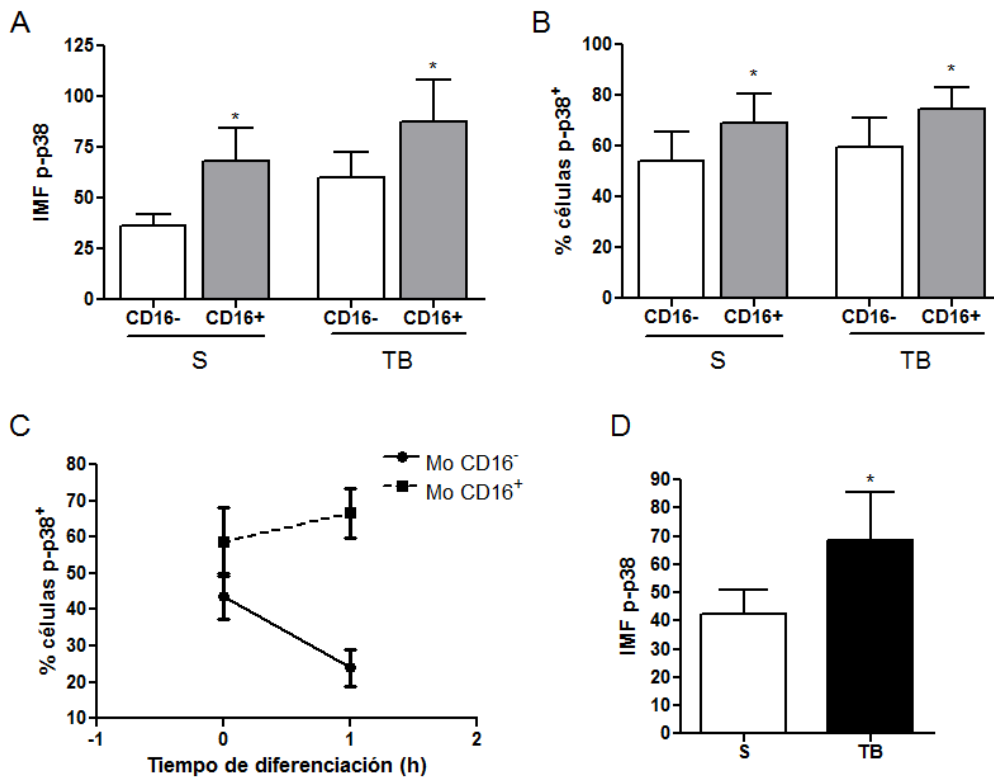 A
IMF p-p38
125
100
75
50
25
0
*
*
CD16- CD16+ CD16- CD16+
S TB
B
% células p-p38⁺
100
80
60
40
20
0
*
*
CD16- CD16+ CD16- CD16+
S TB
C
% células p-p38⁺
80
70
60
50
40
30
20
10
-1 0 1 2
Tiempo de diferenciación (h)
Mo CD16⁻
Mo CD16⁺
D
IMF p-p38
90
80
70
60
50
40
30
20
10
0
*
S TB